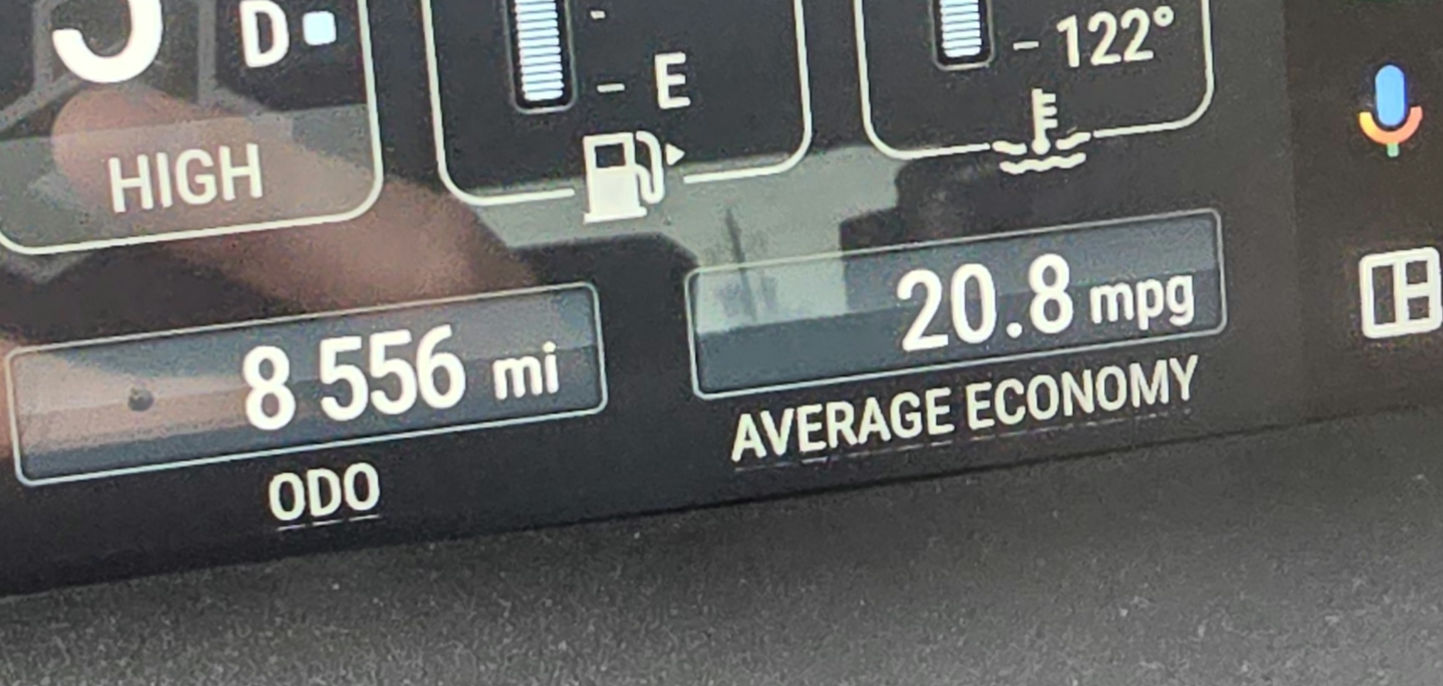 D
E
122°
HIGH
20.8 mpg
AVERAGE ECONOMY
8 556 mi
ODO